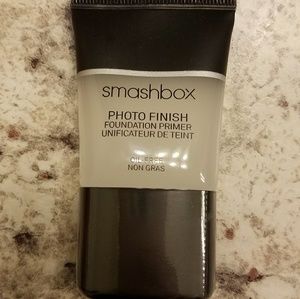 smashbox
PHOTO FINISH
FOUNDATION PRIMER
UNIFICATEUR DE TEINT
OIL-FREE
NON GRAS